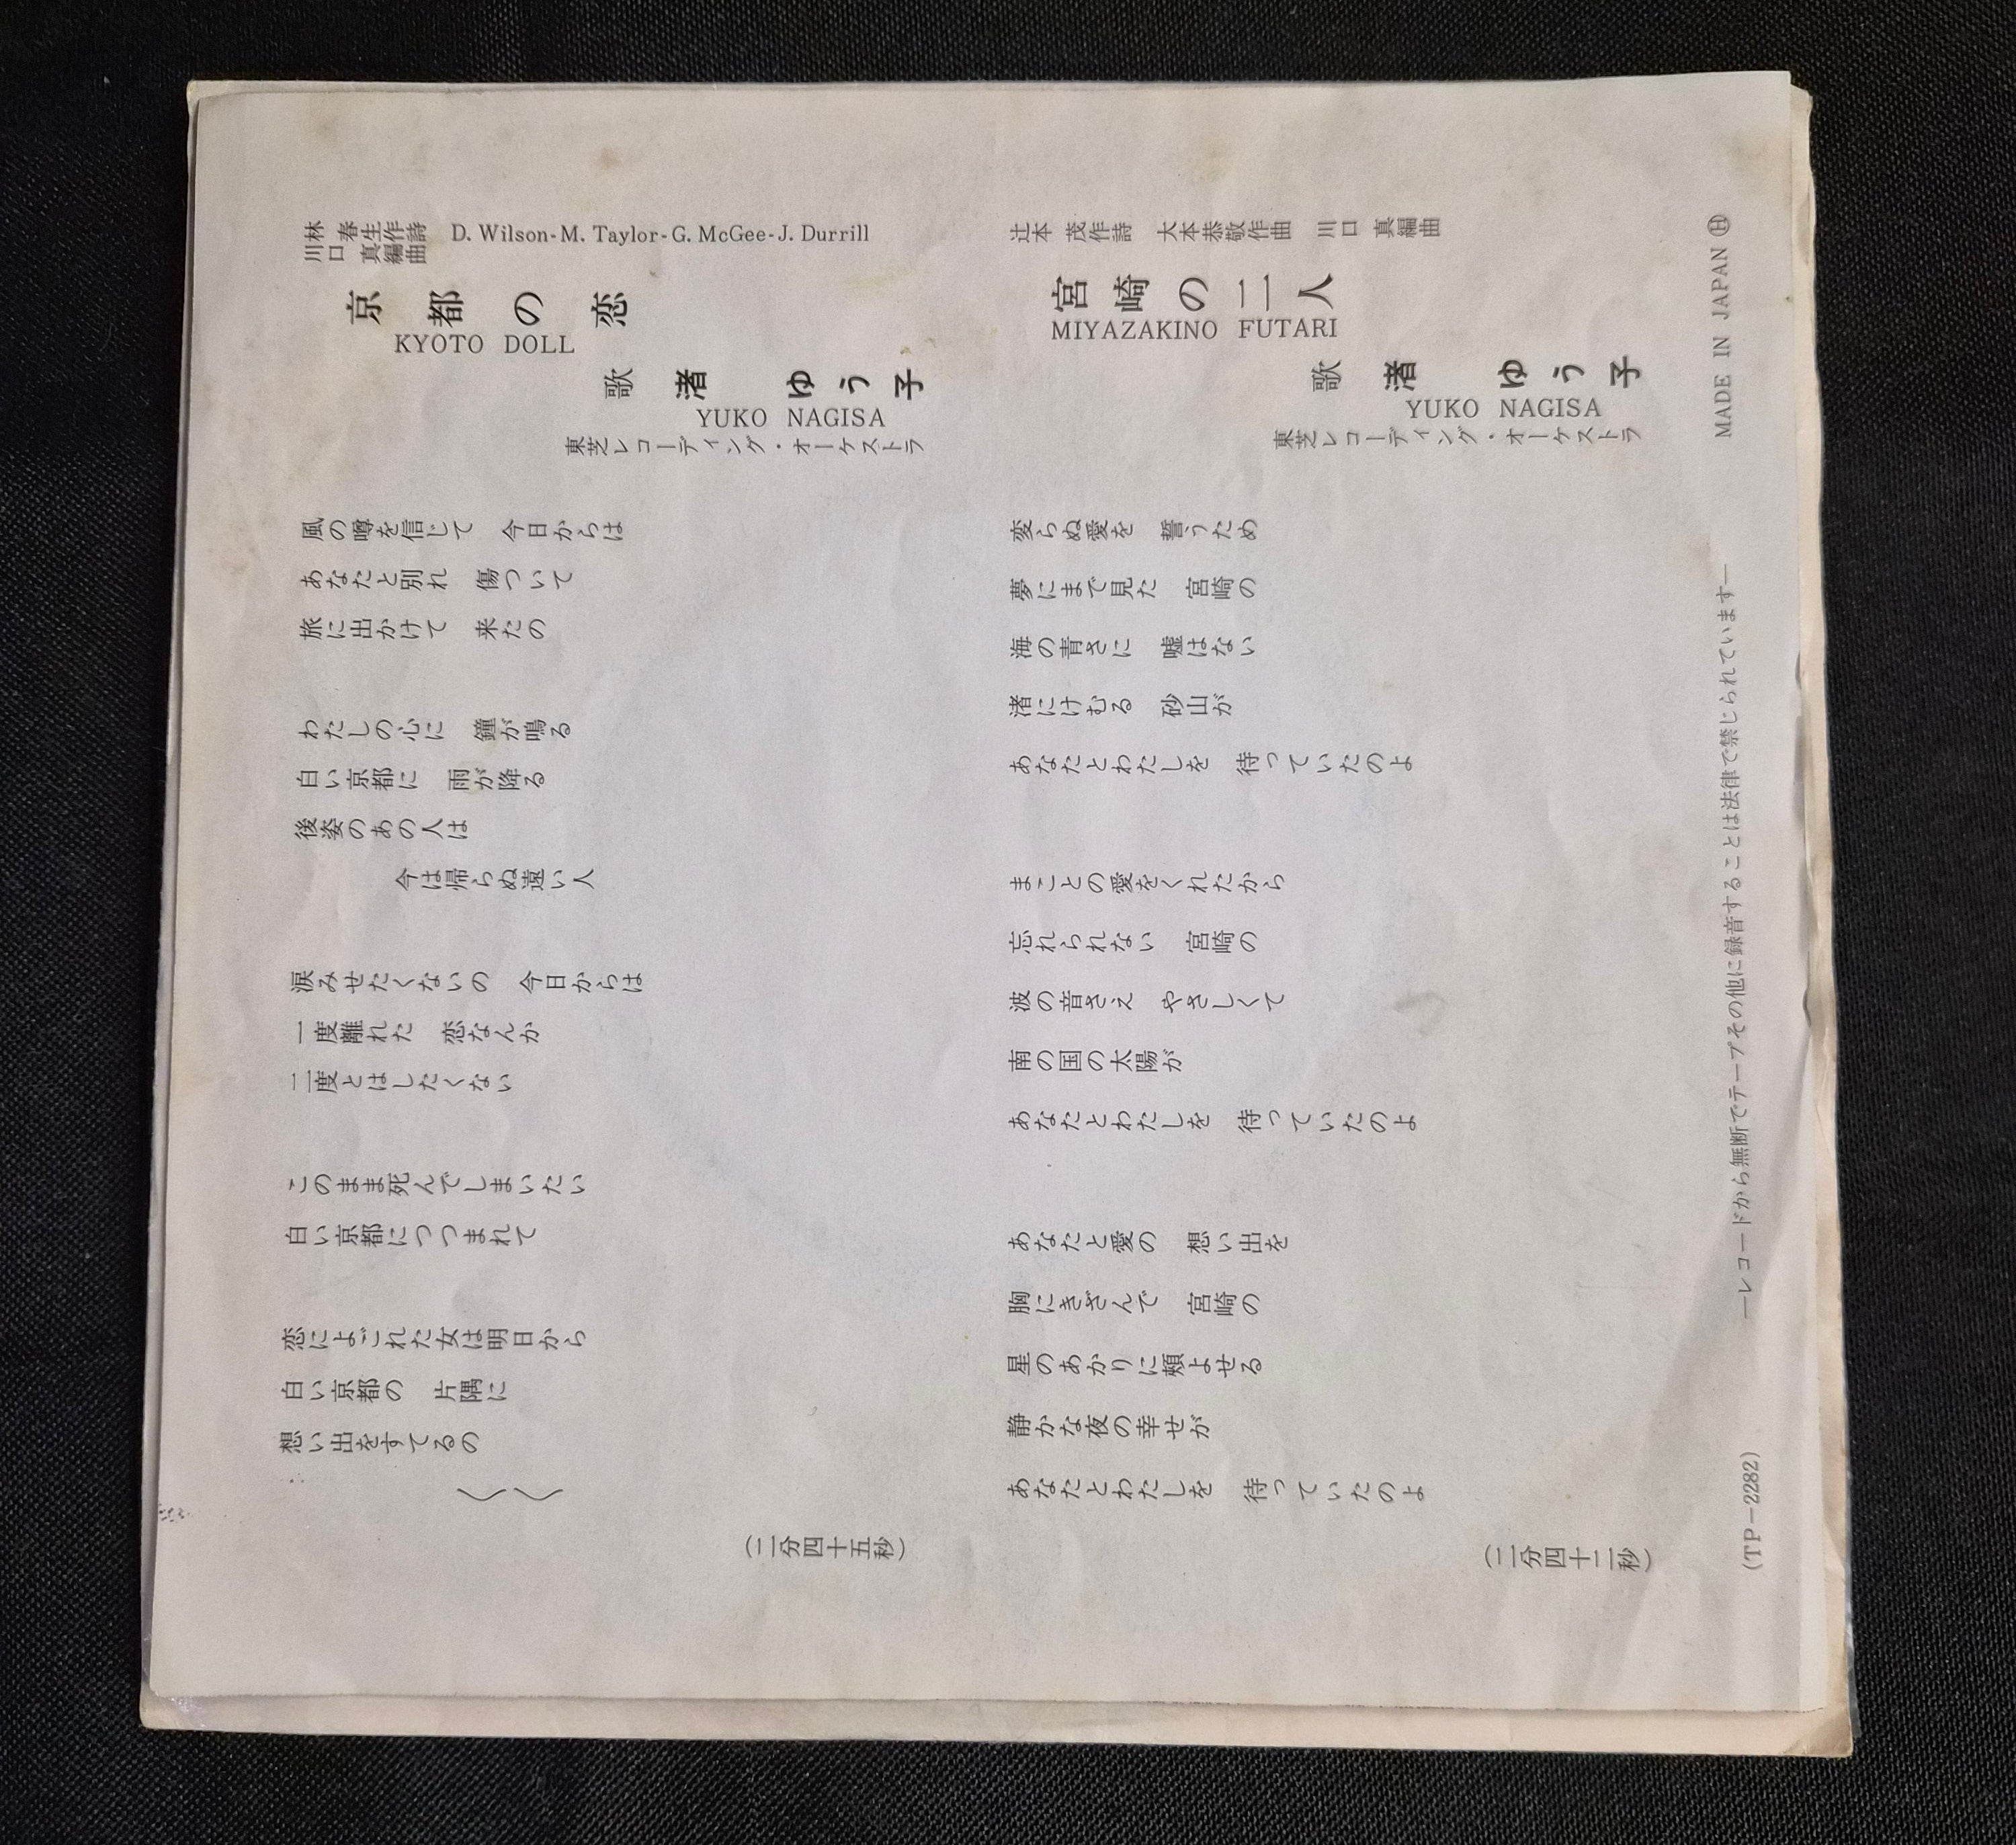 林 春生作詩
川口 真編曲
D. Wilson-M. Taylor-G. McGee-J. Durrill
京都の恋
KYOTO DOLL
歌 渚 ゆう子
YUKO NAGISA
東芝レコーディング・オーケストラ
風の噂を信じて 今日からは
あなたと別れ 傷ついて
旅に出かけて 来たの
わたしの心に 鐘が鳴る
白い京都に 雨が降る
後姿のあの人は
今は帰らぬ遠い人
涙みせたくないの 今日からは
一度離れた 恋なんか
二度とはしたくない
このまま死んでしまいたい
白い京都につつまれて
恋によごれた女は明日から
白い京都の 片隅に
想い出をすてるの
〱 〱
(二分四十五秒)
辻本 茂作詩 大本恭敬作曲 川口 真編曲
宮崎の二人
MIYAZAKINO FUTARI
歌 渚 ゆう子
YUKO NAGISA
東芝レコーディング・オーケストラ
変らぬ愛を 誓うため
夢にまで見た 宮崎の
海の青さに 嘘はない
渚にけむる 砂山が
あなたとわたしを 待っていたのよ
まことの愛をくれたから
忘れられない 宮崎の
波の音さえ やさしくて
南の国の太陽が
あなたとわたしを 待っていたのよ
あなたと愛の 想い出を
胸にきざんで 宮崎の
星のあかりに頬よせる
静かな夜の幸せが
あなたとわたしを 待っていたのよ
(二分四十二秒)
MADE IN JAPAN Ⓗ
―レコードから無断でテープその他に録音することは法律で禁じられています―
(TP-2282)